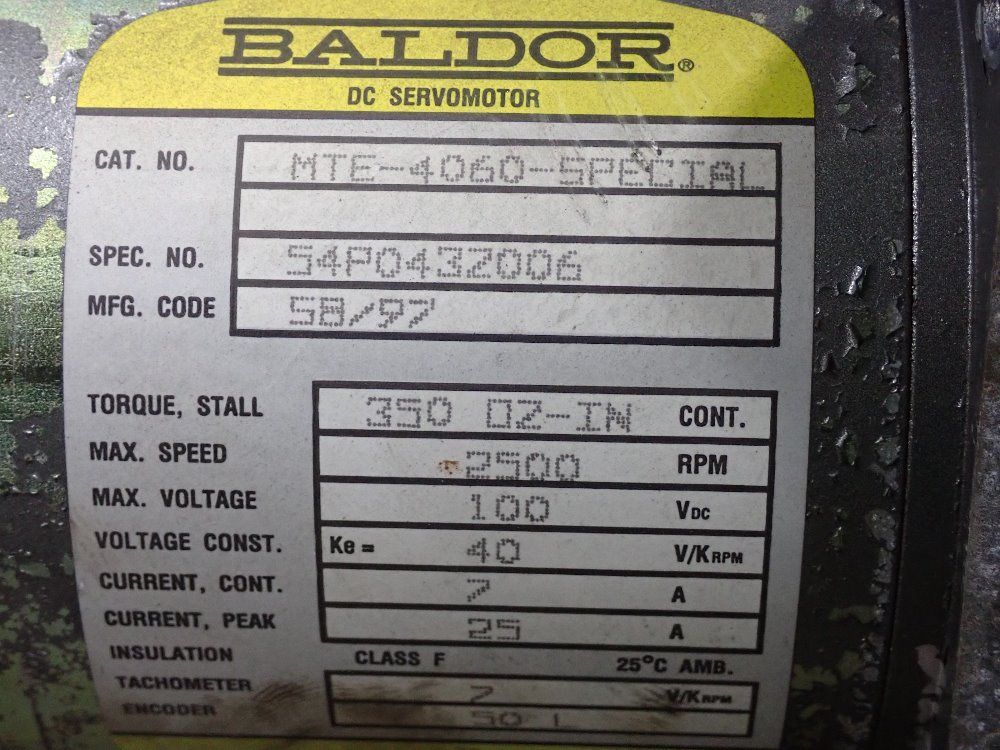 BALDOR®
DC SERVOMOTOR
CAT. NO. MTE-4060-SPECIAL
SPEC. NO. S4P043Z006
MFG. CODE S8/97
TORQUE, STALL 350 OZ-IN CONT.
MAX. SPEED 2500 RPM
MAX. VOLTAGE 100 VDC
VOLTAGE CONST. Ke = 40 V/KRPM
CURRENT, CONT. 7 A
CURRENT, PEAK 25 A
INSULATION CLASS F 25°C AMB.
TACHOMETER 7 V/KRPM
ENCODER